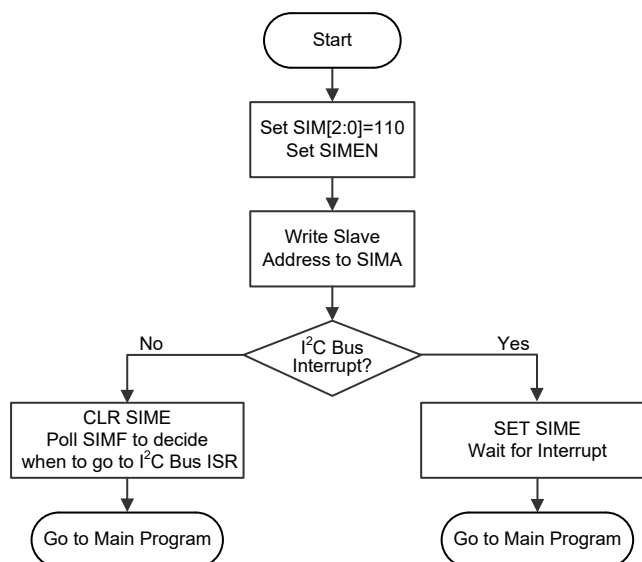 Start
Set SIM[2:0]=110
Set SIMEN
Write Slave
Address to SIMA
I²C Bus
Interrupt?
No
Yes
CLR SIME
Poll SIMF to decide
when to go to I²C Bus ISR
SET SIME
Wait for Interrupt
Go to Main Program
Go to Main Program